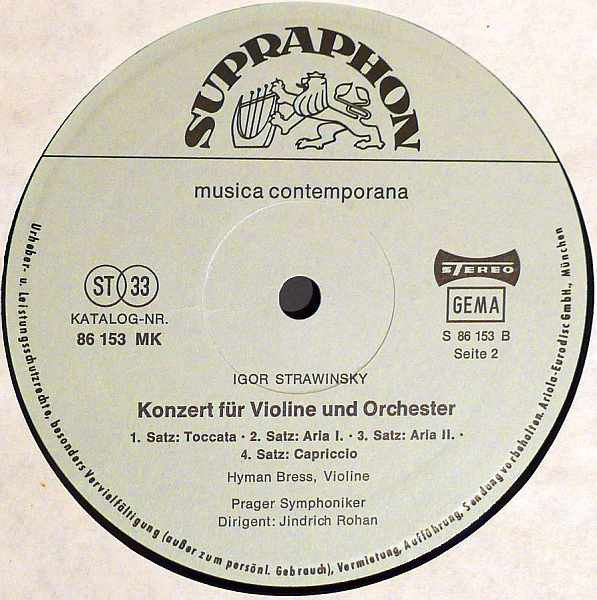 SUPRAPHON
musica contemporana
ST 33
KATALOG-NR.
86 153 MK
STEREO
GEMA
S 86 153 B
Seite 2
IGOR STRAWINSKY
Konzert für Violine und Orchester
1. Satz: Toccata · 2. Satz: Aria I. · 3. Satz: Aria II. ·
4. Satz: Capriccio
Hyman Bress, Violine
Prager Symphoniker
Dirigent: Jindrich Rohan
Urheber- u. Leistungsschutzrechte, besonders Vervielfältigung (außer zum persönl. Gebrauch), Vermietung, Aufführung, Sendung vorbehalten. Ariola-Eurodisc GmbH., München